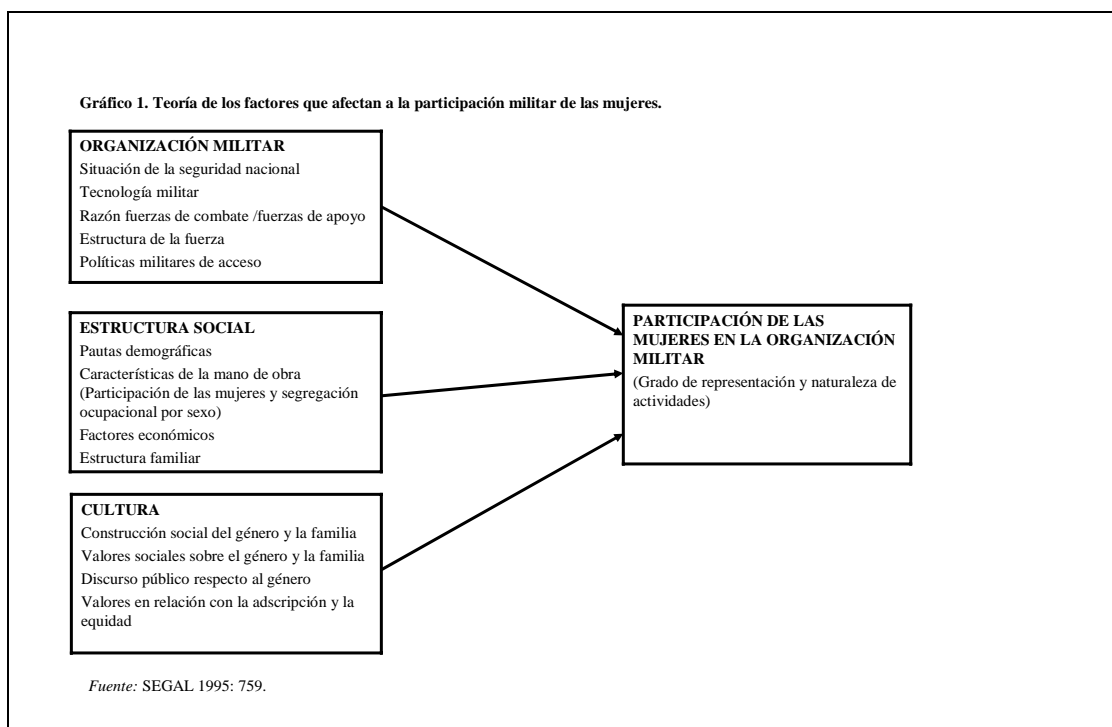 Gráfico 1. Teoría de los factores que afectan a la participación militar de las mujeres.
ORGANIZACIÓN MILITAR
Situación de la seguridad nacional
Tecnología militar
Razón fuerzas de combate /fuerzas de apoyo
Estructura de la fuerza
Políticas militares de acceso
ESTRUCTURA SOCIAL
Pautas demográficas
Características de la mano de obra
(Participación de las mujeres y segregación
ocupacional por sexo)
Factores económicos
Estructura familiar
CULTURA
Construcción social del género y la familia
Valores sociales sobre el género y la familia
Discurso público respecto al género
Valores en relación con la adscripción y la
equidad
PARTICIPACIÓN DE LAS
MUJERES EN LA ORGANIZACIÓN
MILITAR
(Grado de representación y naturaleza de
actividades)
Fuente: SEGAL 1995: 759.